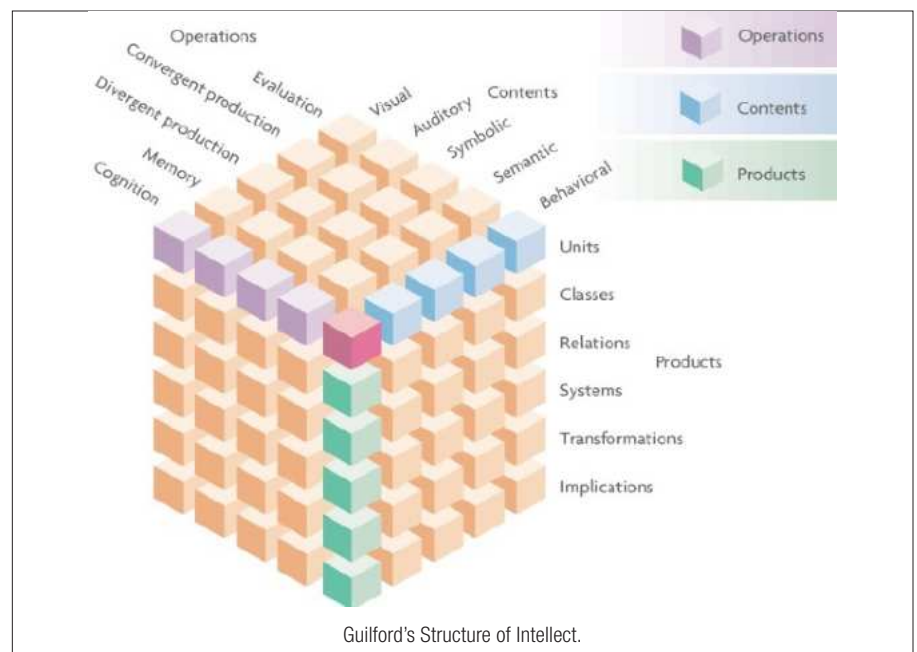 Operations
Convergent production
Divergent production
Memory
Cognition
Evaluation
Visual
Auditory
Contents
Symbolic
Semantic
Behavioral
Operations
Contents
Products
Units
Classes
Relations
Products
Systems
Transformations
Implications
Guilford’s Structure of Intellect.